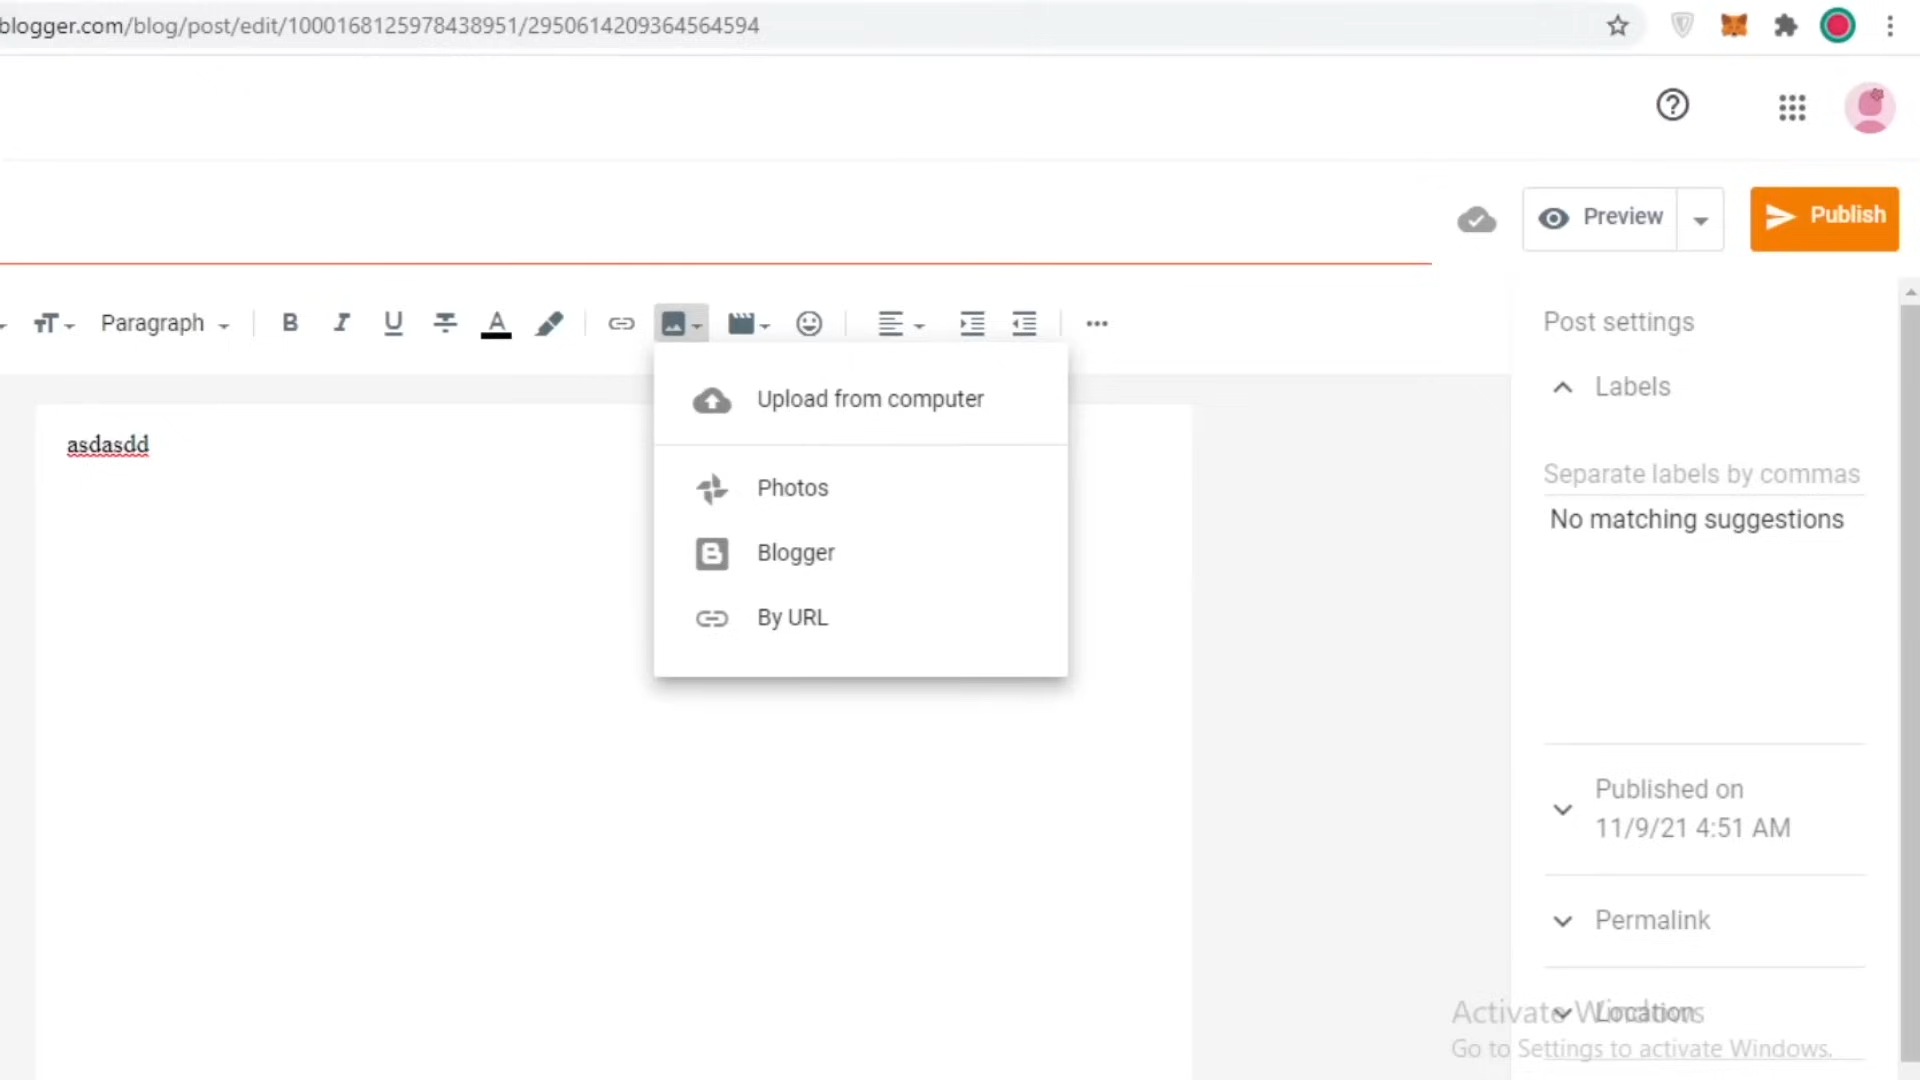 blogger.com/blog/post/edit/1000168125978438951/2950614209364564594
Preview
Publish
Paragraph
Post settings
Labels
Separate labels by commas
No matching suggestions
Upload from computer
Photos
Blogger
By URL
asdasdd
Published on
11/9/21 4:51 AM
Permalink
Location
Activate Windows
Go to Settings to activate Windows.